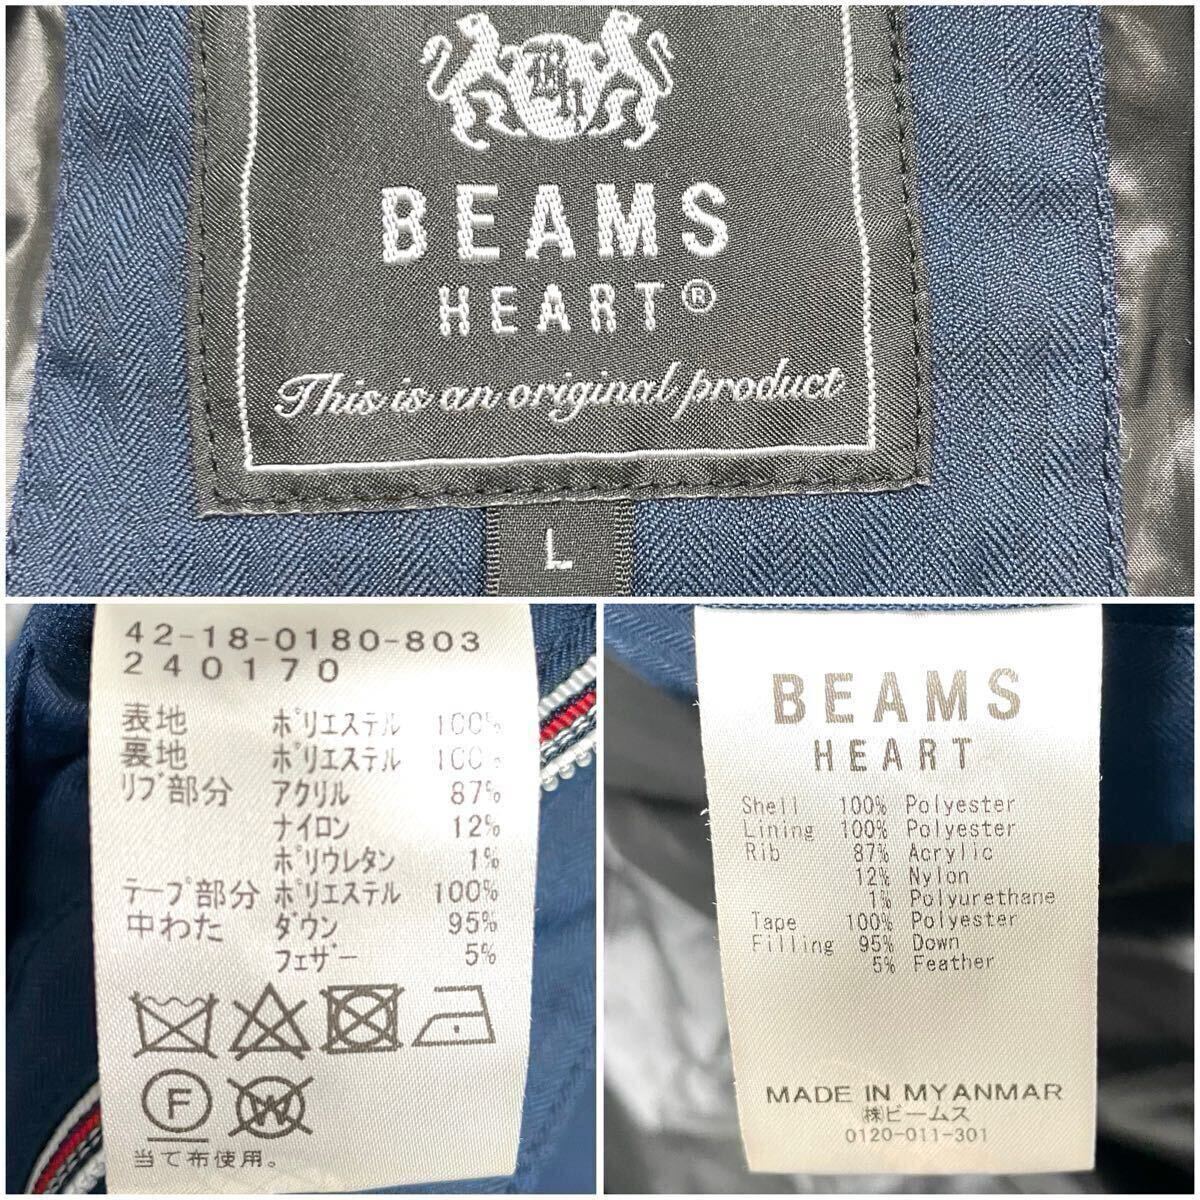 BH
BEAMS
HEART®
This is an original product
L
42-18-0180-803
240170
表地 ポリエステル 100%
裏地 ポリエステル 100%
リブ部分 アクリル 87%
ナイロン 12%
ポリウレタン 1%
テープ部分 ポリエステル 100%
中わた ダウン 95%
フェザー 5%
F W
当て布使用。
BEAMS
HEART
Shell 100% Polyester
Lining 100% Polyester
Rib 87% Acrylic
12% Nylon
1% Polyurethane
Tape 100% Polyester
Filling 95% Down
5% Feather
MADE IN MYANMAR
㈱ビームス
0120-011-301